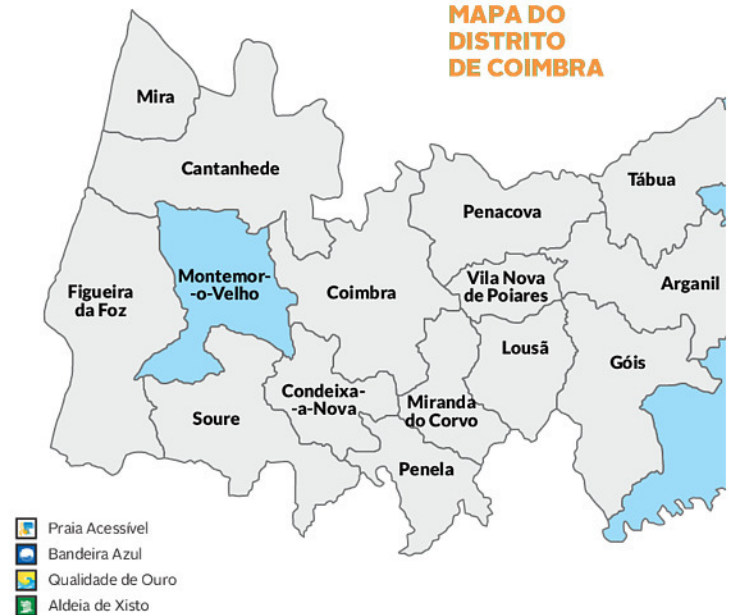 MAPA DO
DISTRITO
DE COIMBRA
Mira
Cantanhede
Tábua
Penacova
Montemor-
-o-Velho
Figueira
da Foz
Coimbra
Vila Nova
de Poiares
Arganil
Lousã
Góis
Condeixa-
-a-Nova
Miranda
do Corvo
Soure
Penela
Praia Acessível
Bandeira Azul
Qualidade de Ouro
Aldeia de Xisto